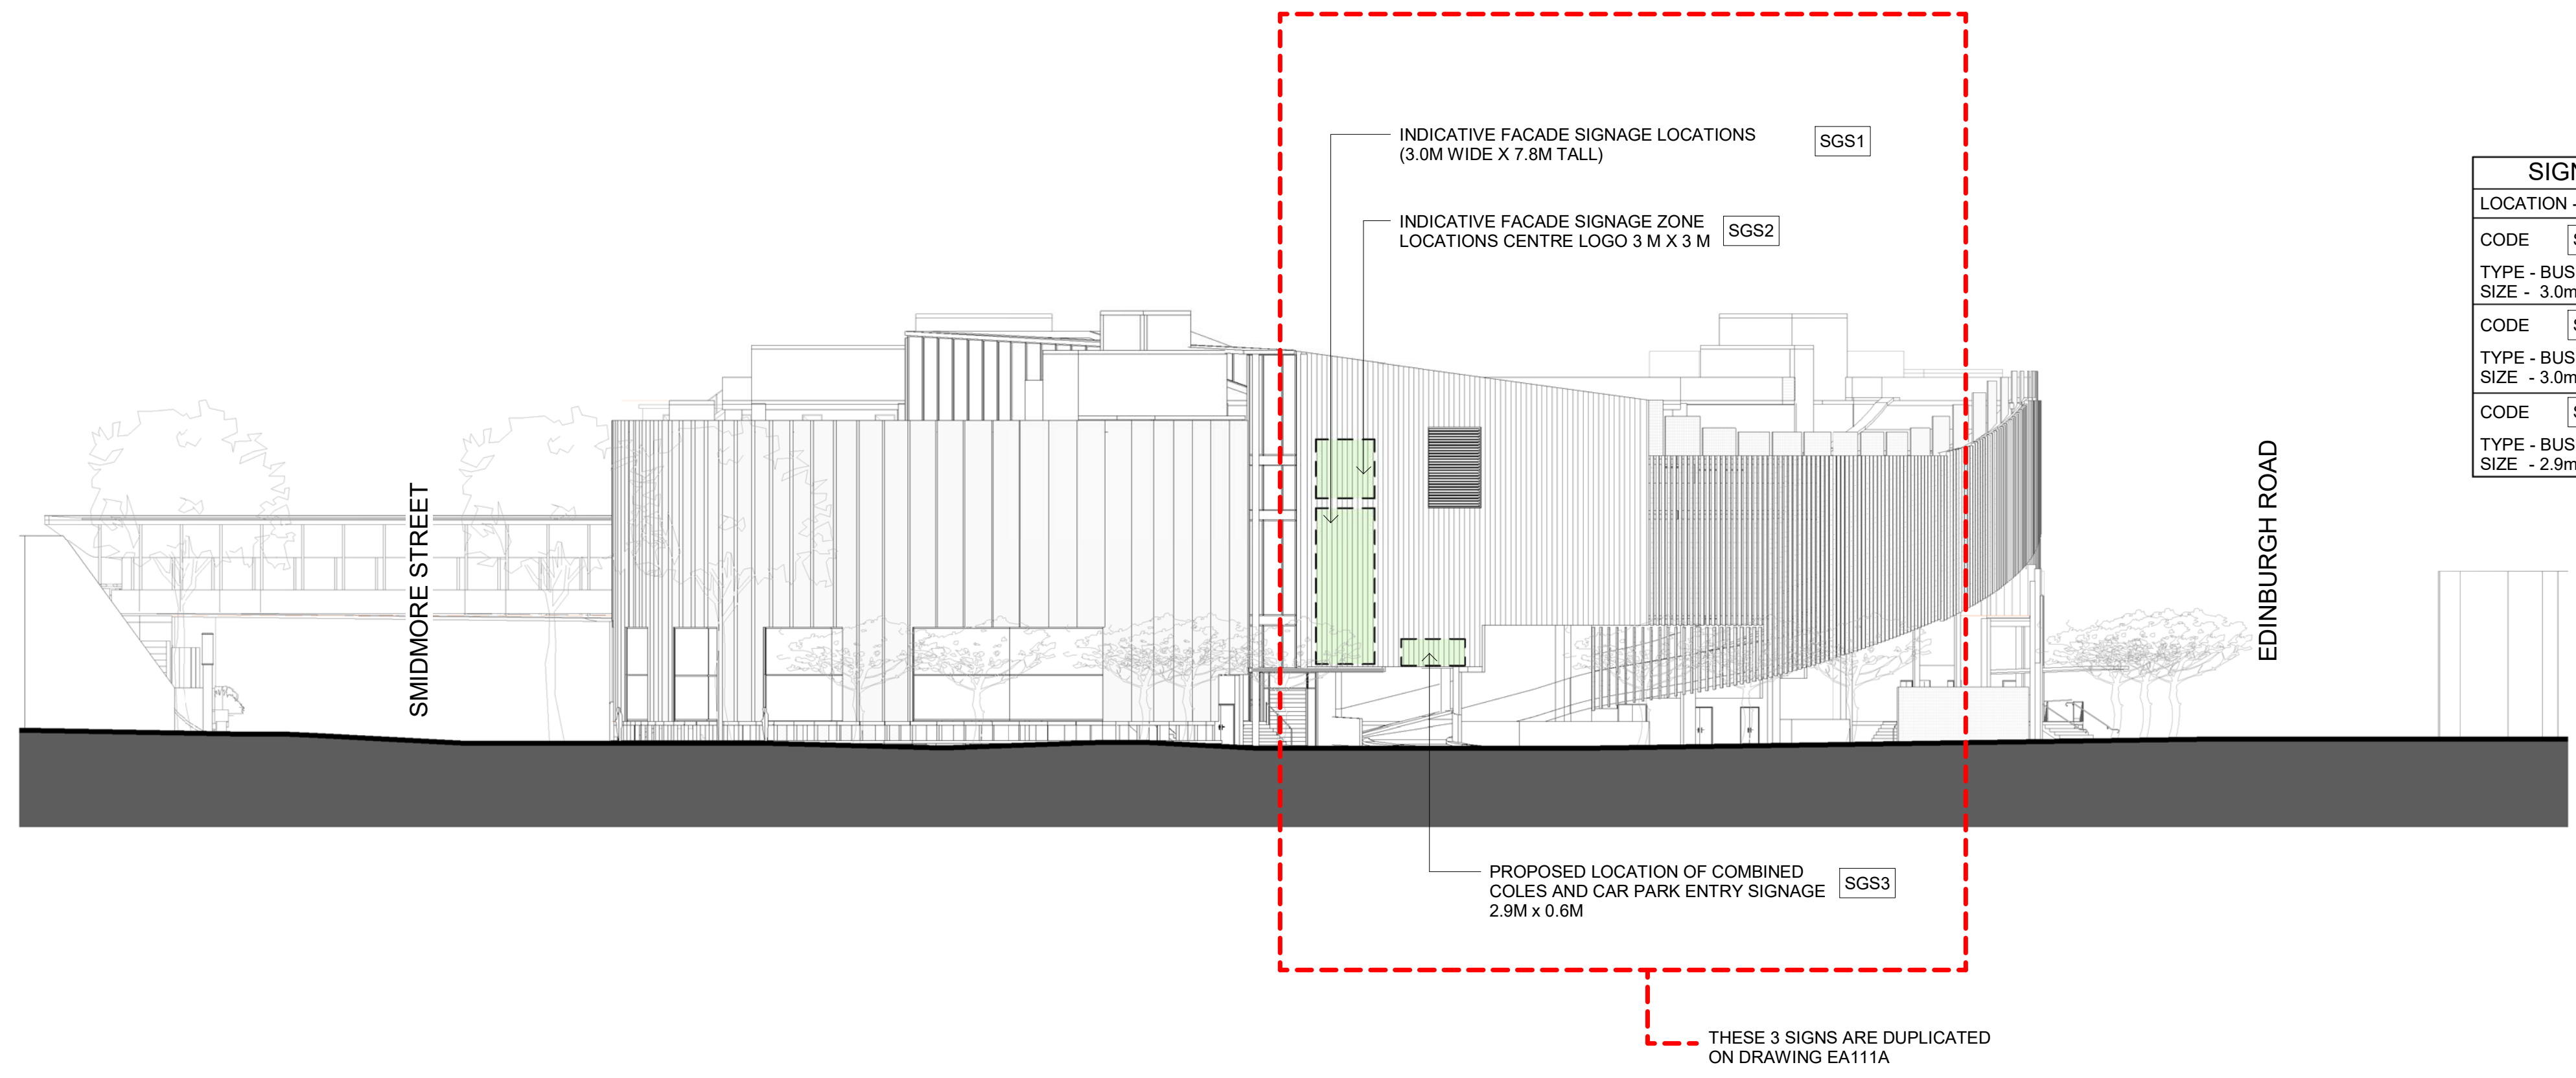 INDICATIVE FACADE SIGNAGE LOCATIONS
(3.0M WIDE X 7.8M TALL)
SGS1
INDICATIVE FACADE SIGNAGE ZONE
LOCATIONS CENTRE LOGO 3 M X 3 M
SGS2
SMIDMORE STREET
EDINBURGH ROAD
PROPOSED LOCATION OF COMBINED
COLES AND CAR PARK ENTRY SIGNAGE
2.9M x 0.6M
SGS3
THESE 3 SIGNS ARE DUPLICATED
ON DRAWING EA111A
LOCATION -
CODE
TYPE - BUS
SIZE - 3.0m
CODE
TYPE - BUS
SIZE - 3.0m
CODE
TYPE - BUS
SIZE - 2.9m